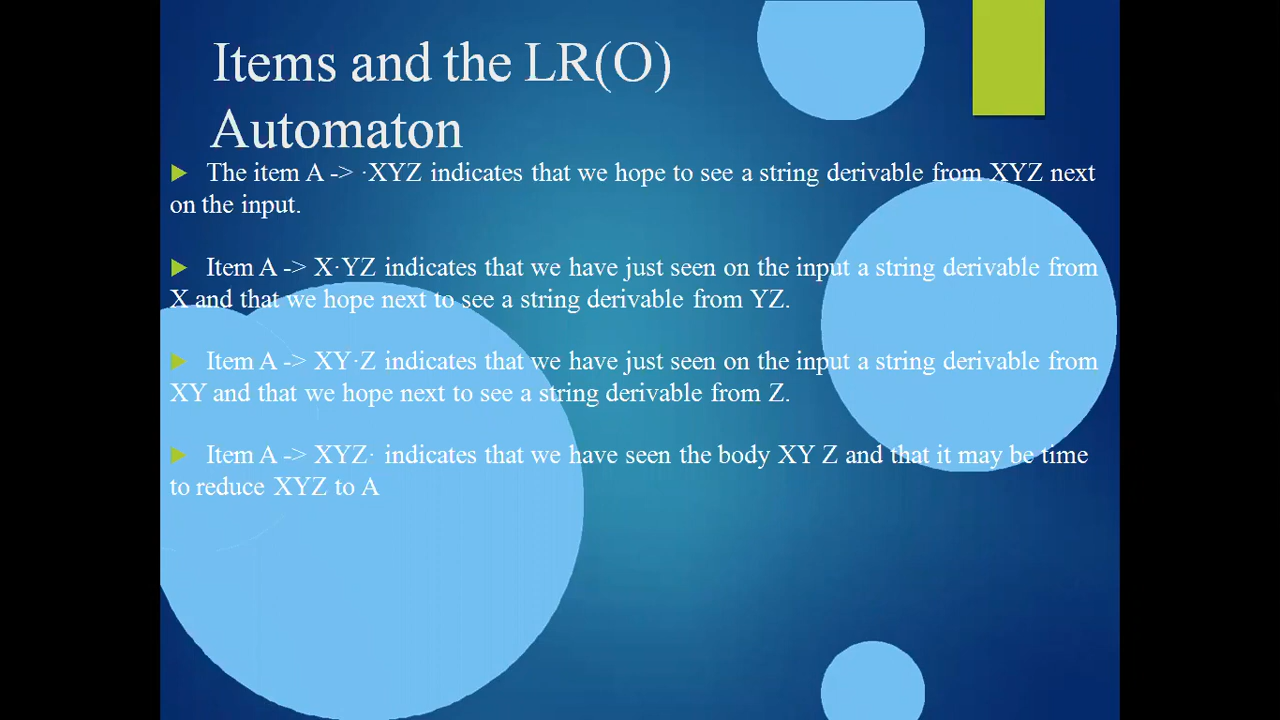 Items and the LR(O)
Automaton
The item A -> ·XYZ indicates that we hope to see a string derivable from XYZ next
on the input.
Item A -> X·YZ indicates that we have just seen on the input a string derivable from
X and that we hope next to see a string derivable from YZ.
Item A -> XY·Z indicates that we have just seen on the input a string derivable from
XY and that we hope next to see a string derivable from Z.
Item A -> XYZ· indicates that we have seen the body XY Z and that it may be time
to reduce XYZ to A